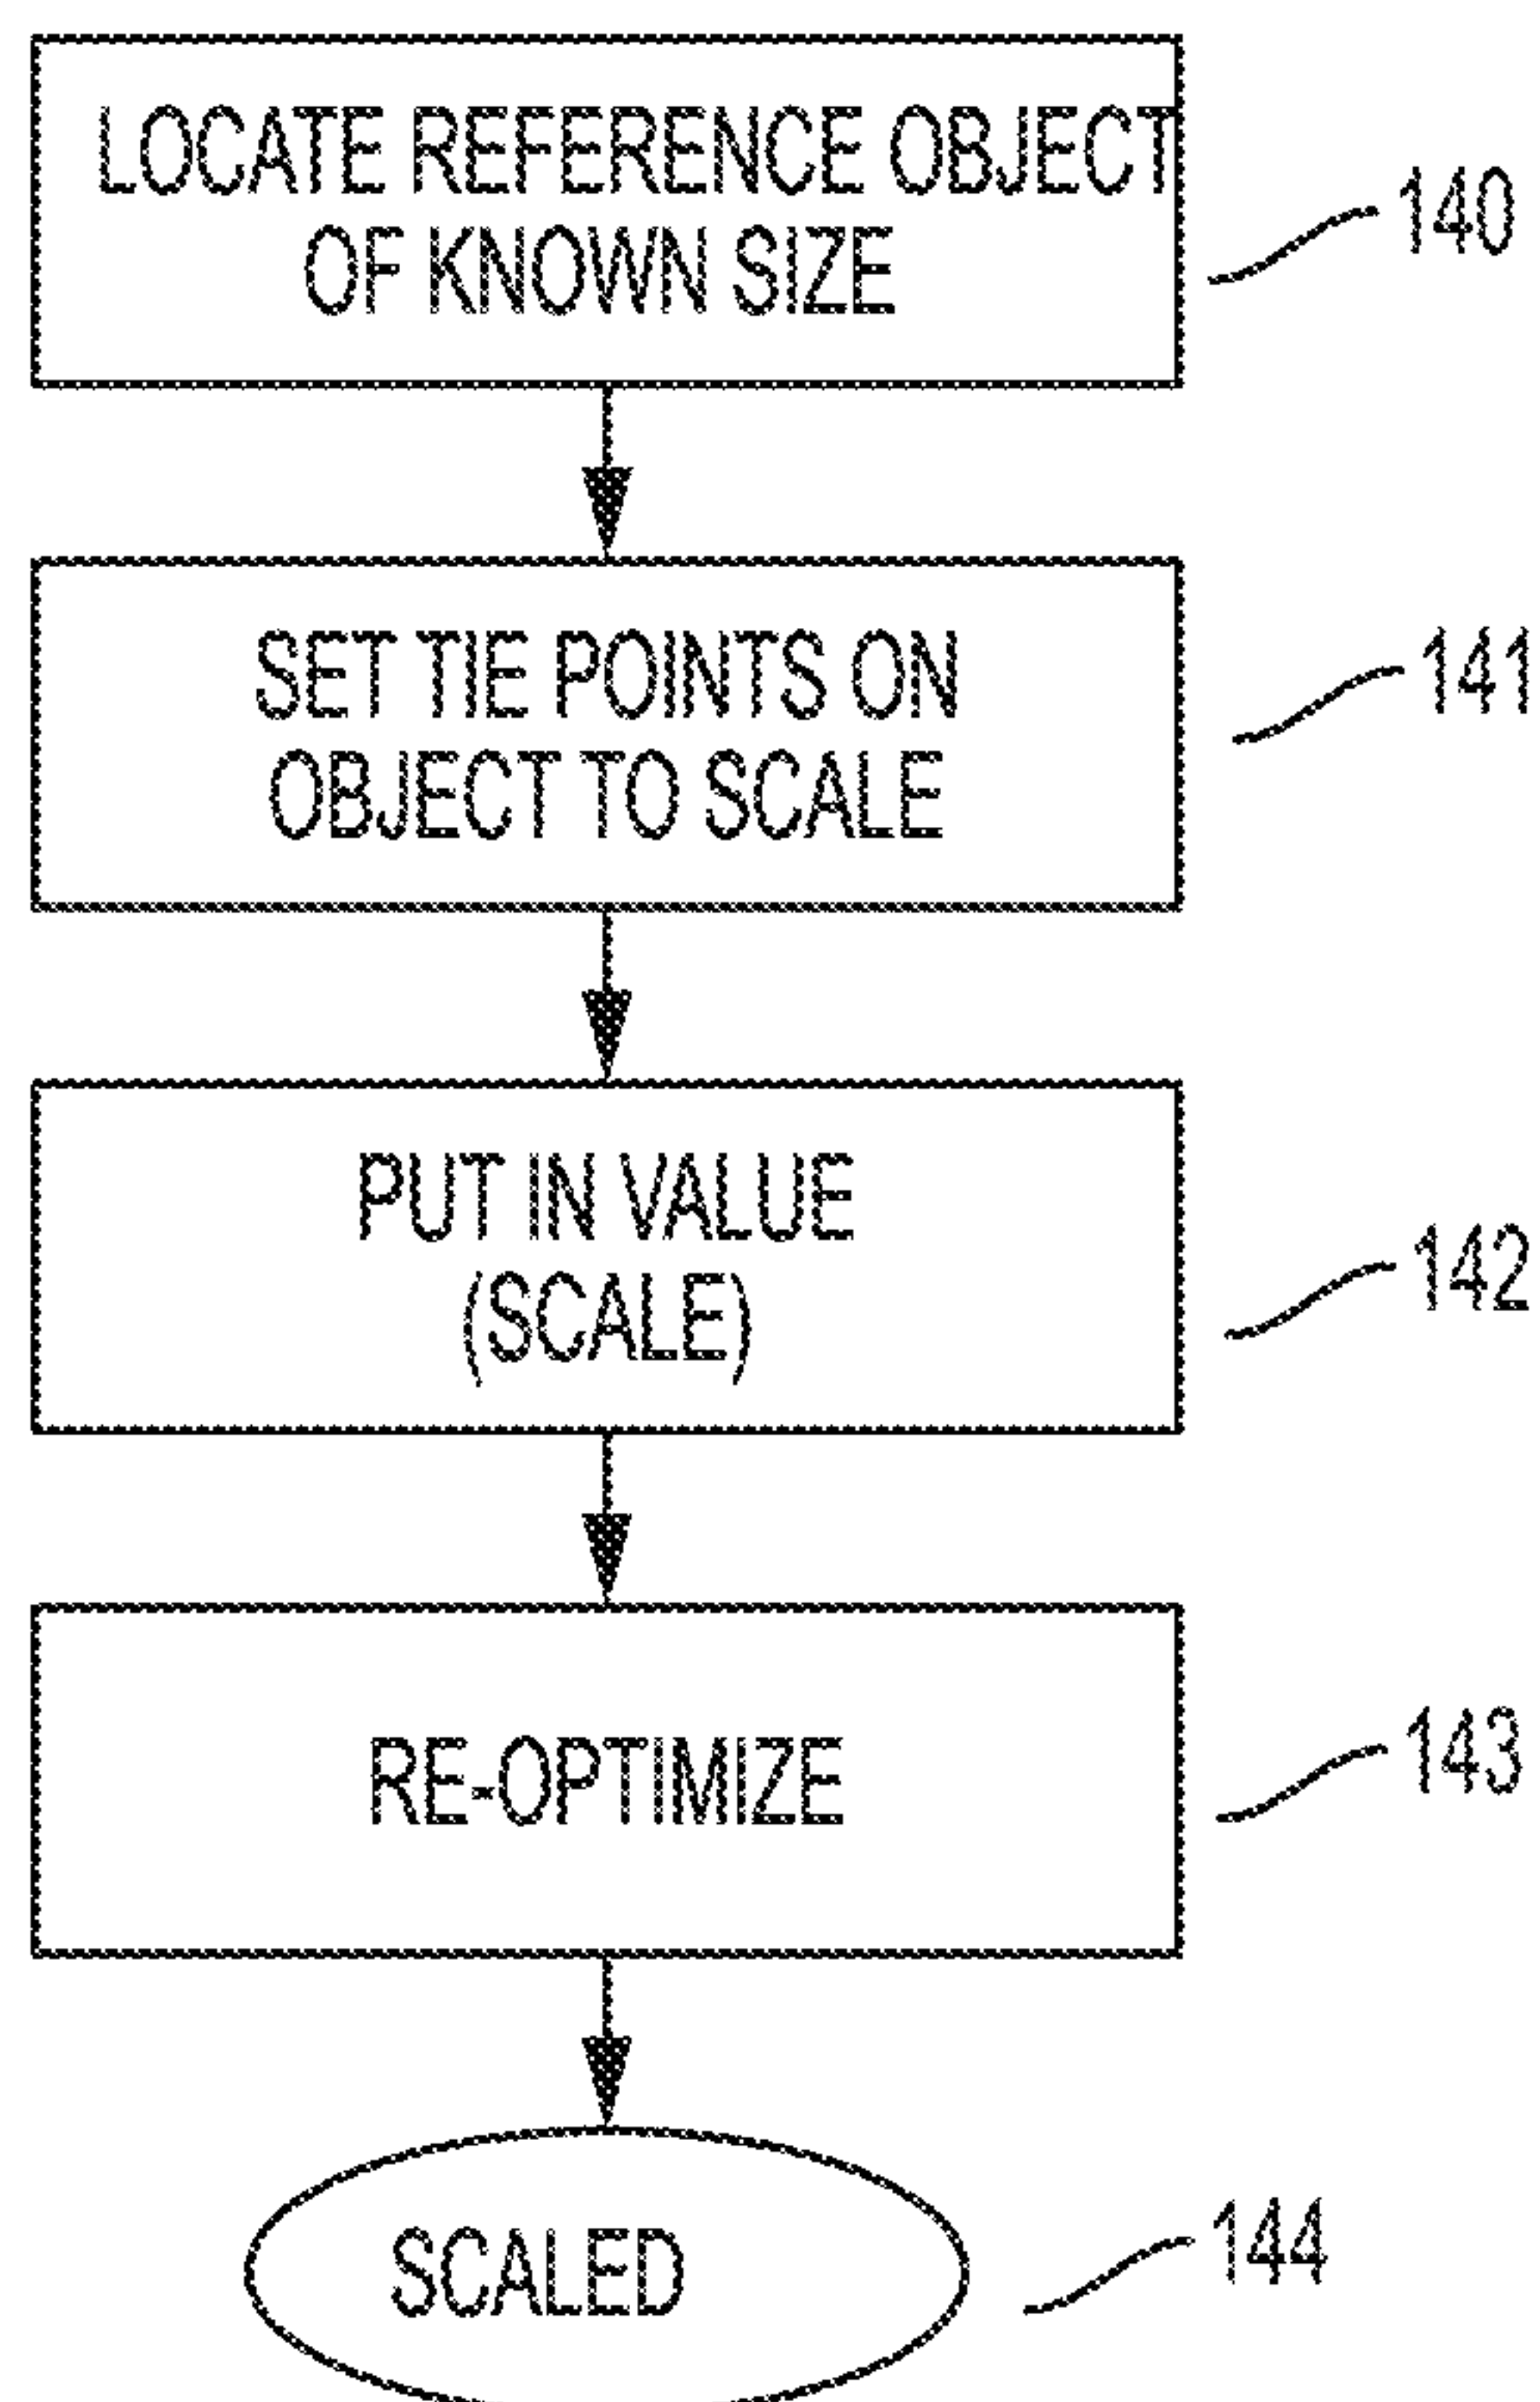 LOCATE REFERENCE OBJECT
OF KNOWN SIZE
140
SET TIE POINTS ON
OBJECT TO SCALE
141
PUT IN VALUE
(SCALE)
142
RE-OPTIMIZE
143
SCALED
144